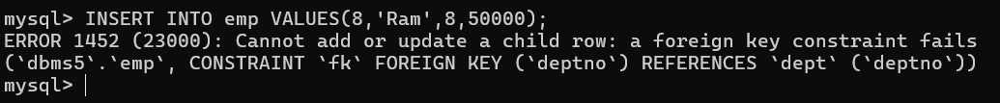 mysql> INSERT INTO emp VALUES(8,'Ram',8,50000);
ERROR 1452 (23000): Cannot add or update a child row: a foreign key constraint fails
(`dbms5`.`emp`, CONSTRAINT `fk` FOREIGN KEY (`deptno`) REFERENCES `dept` (`deptno`))
mysql>